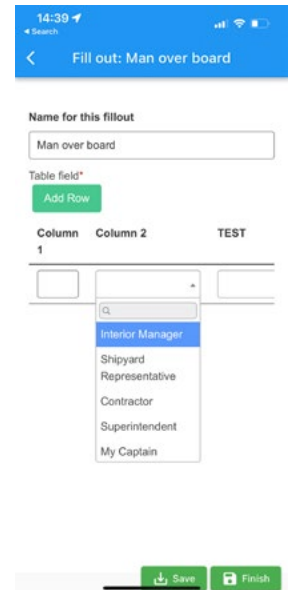 14:39
Search
Fill out: Man over board
Name for this fillout
Man over board
Table field*
Add Row
Column 1
Column 2
TEST
Interior Manager
Shipyard
Representative
Contractor
Superintendent
My Captain
Save
Finish